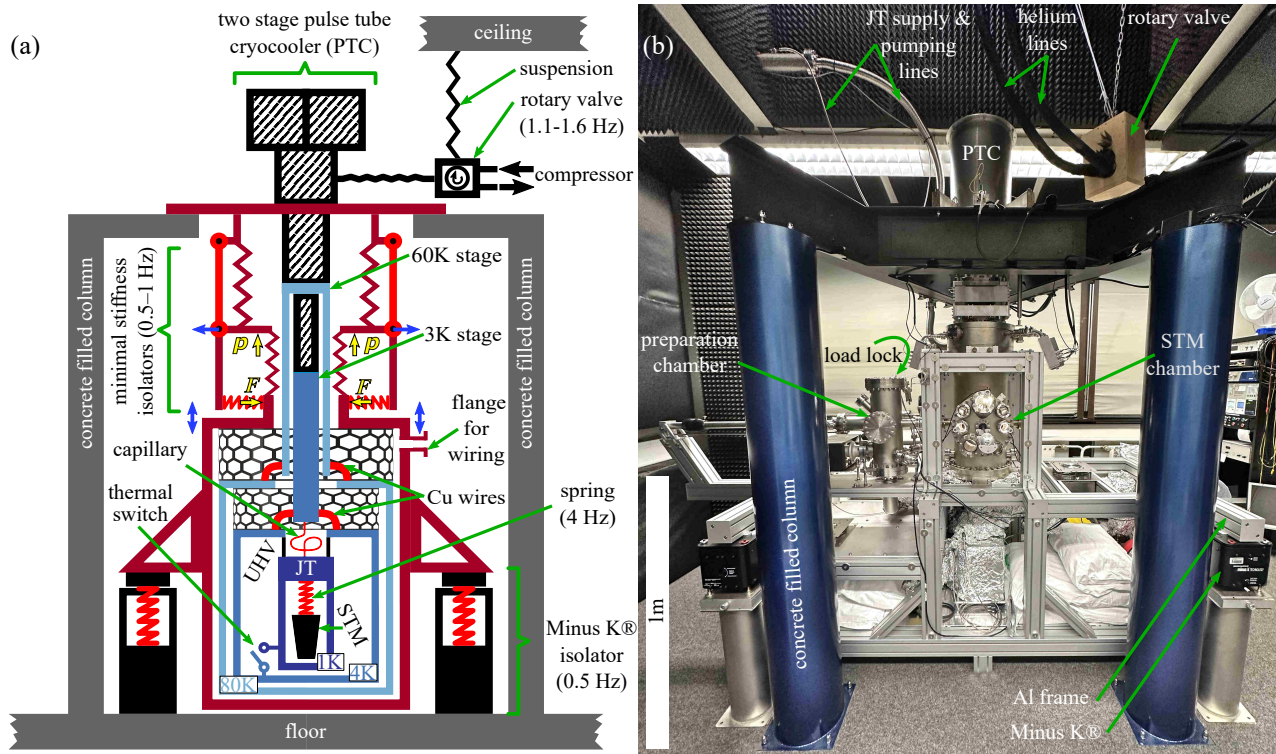 (a)
two stage pulse tube
cryocooler (PTC)
ceiling
suspension
rotary valve
(1.1-1.6 Hz)
compressor
concrete filled column
minimal stiffness
isolators (0.5–1 Hz)
60K stage
3K stage
p
p
F
F
concrete filled column
flange
for
wiring
capillary
thermal
switch
Cu wires
spring
(4 Hz)
UHV
JT
STM
1K
4K
80K
Minus K®
isolator
(0.5 Hz)
floor
(b)
JT supply &
pumping
lines
helium
lines
rotary valve
PTC
preparation
chamber
load lock
STM
chamber
1m
concrete filled column
Al frame
Minus K®